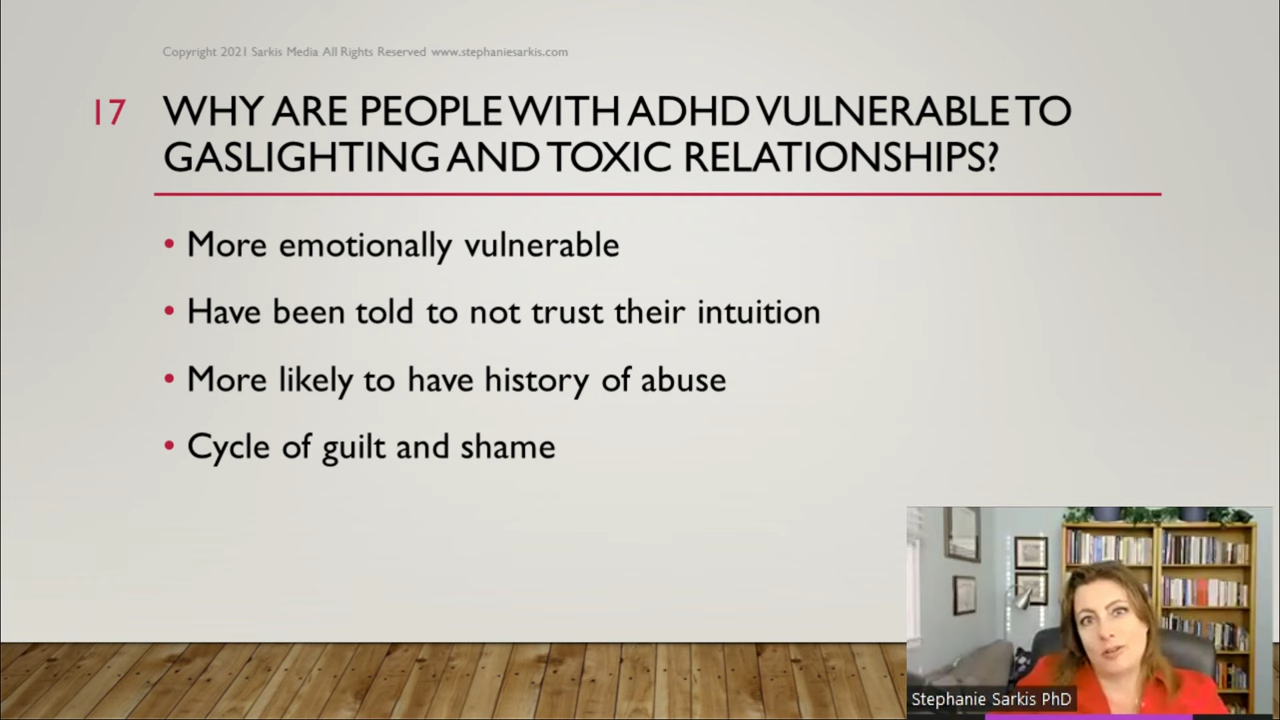 Copyright 2021 Sarkis Media All Rights Reserved www.stephaniesarkis.com
17
WHY ARE PEOPLE WITH ADHD VULNERABLE TO
GASLIGHTING AND TOXIC RELATIONSHIPS?
• More emotionally vulnerable
• Have been told to not trust their intuition
• More likely to have history of abuse
• Cycle of guilt and shame
Stephanie Sarkis PhD